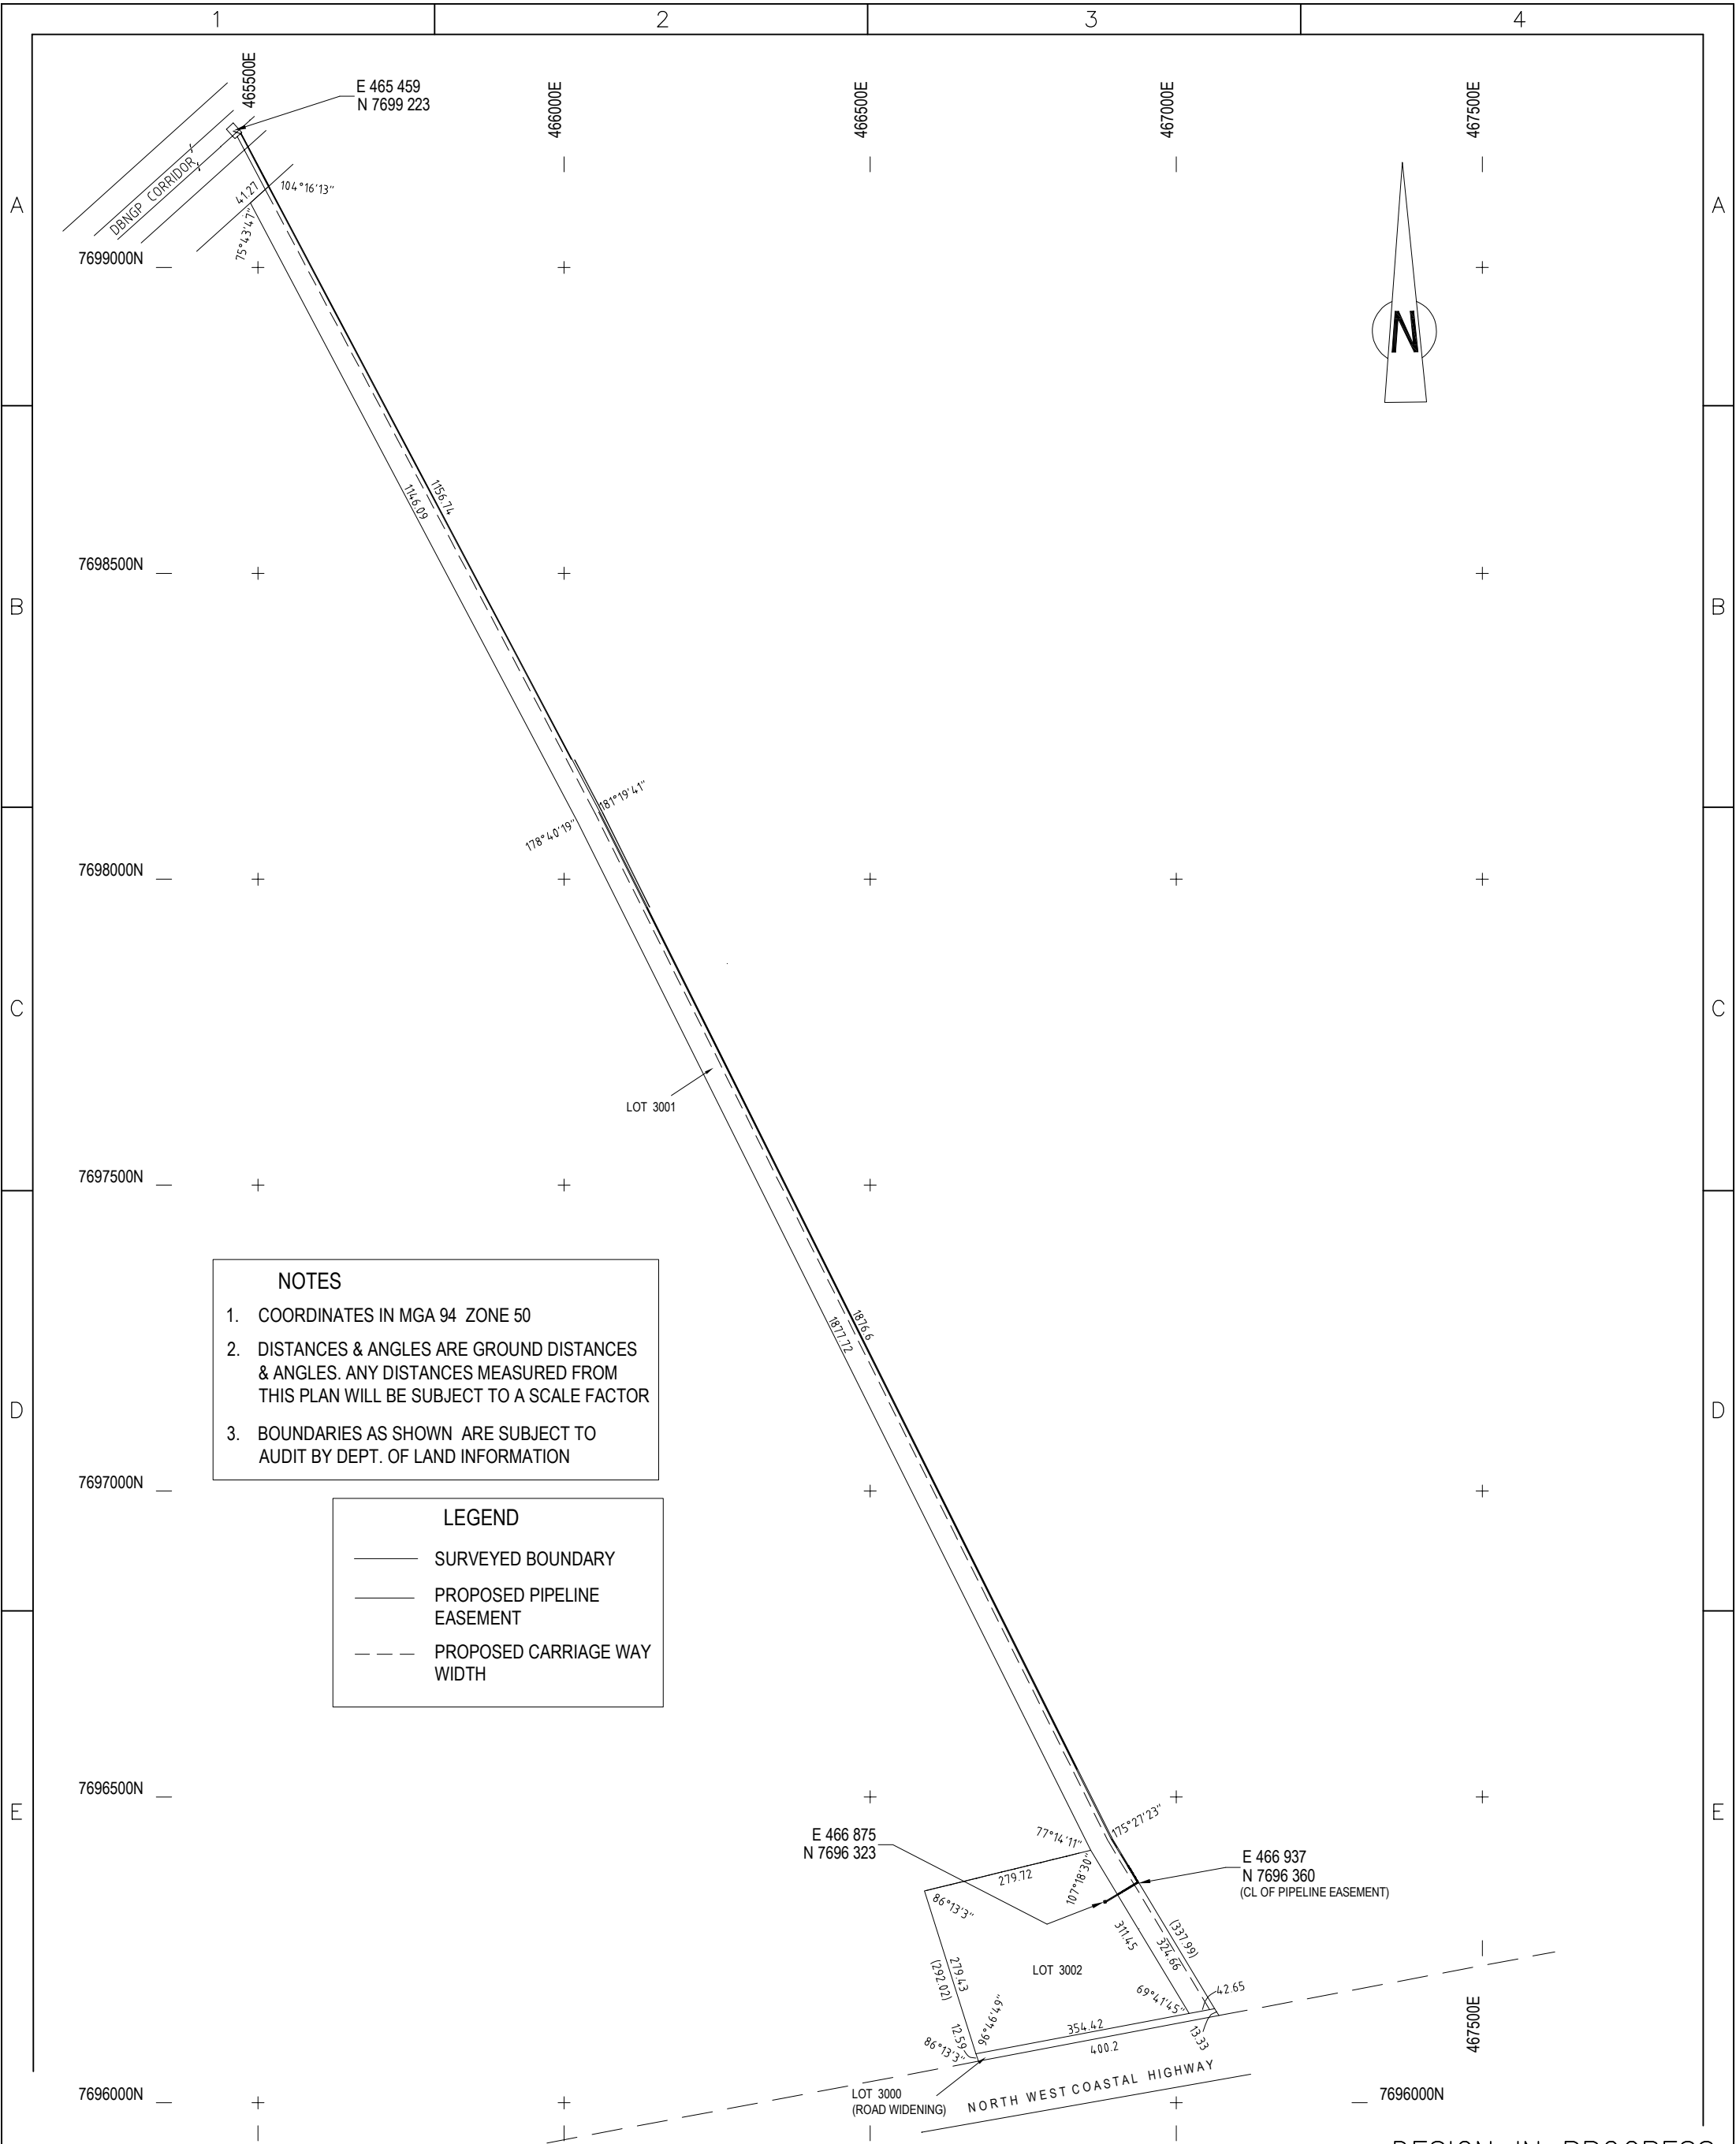 1 2 3 4
465500E
466000E
466500E
467000E
467500E
E 465 459
N 7699 223
A
A
DBNGP CORRIDOR
41.27
104°16'13"
75°43'47"
7699000N
N
1146.09
1156.74
7698500N
B
B
181°19'41"
178°40'19"
7698000N
C
C
LOT 3001
7697500N
NOTES
1. COORDINATES IN MGA 94 ZONE 50
2. DISTANCES & ANGLES ARE GROUND DISTANCES
& ANGLES. ANY DISTANCES MEASURED FROM
THIS PLAN WILL BE SUBJECT TO A SCALE FACTOR
3. BOUNDARIES AS SHOWN ARE SUBJECT TO
AUDIT BY DEPT. OF LAND INFORMATION
1877.72
1876.6
D
D
7697000N
LEGEND
SURVEYED BOUNDARY
PROPOSED PIPELINE
EASEMENT
PROPOSED CARRIAGE WAY
WIDTH
7696500N
E
E
E 466 875
N 7696 323
77°14'11"
175°27'23"
E 466 937
N 7696 360
(CL OF PIPELINE EASEMENT)
279.72
107°18'30"
86°13'3"
311.45
(337.99)
324.66
279.43
(292.02)
LOT 3002
69°41'45"
42.65
96°46'49"
12.59
86°13'3"
354.42
400.2
13.33
467500E
NORTH WEST COASTAL HIGHWAY
LOT 3000
(ROAD WIDENING)
7696000N
7696000N
DESIGN IN PROGRESS